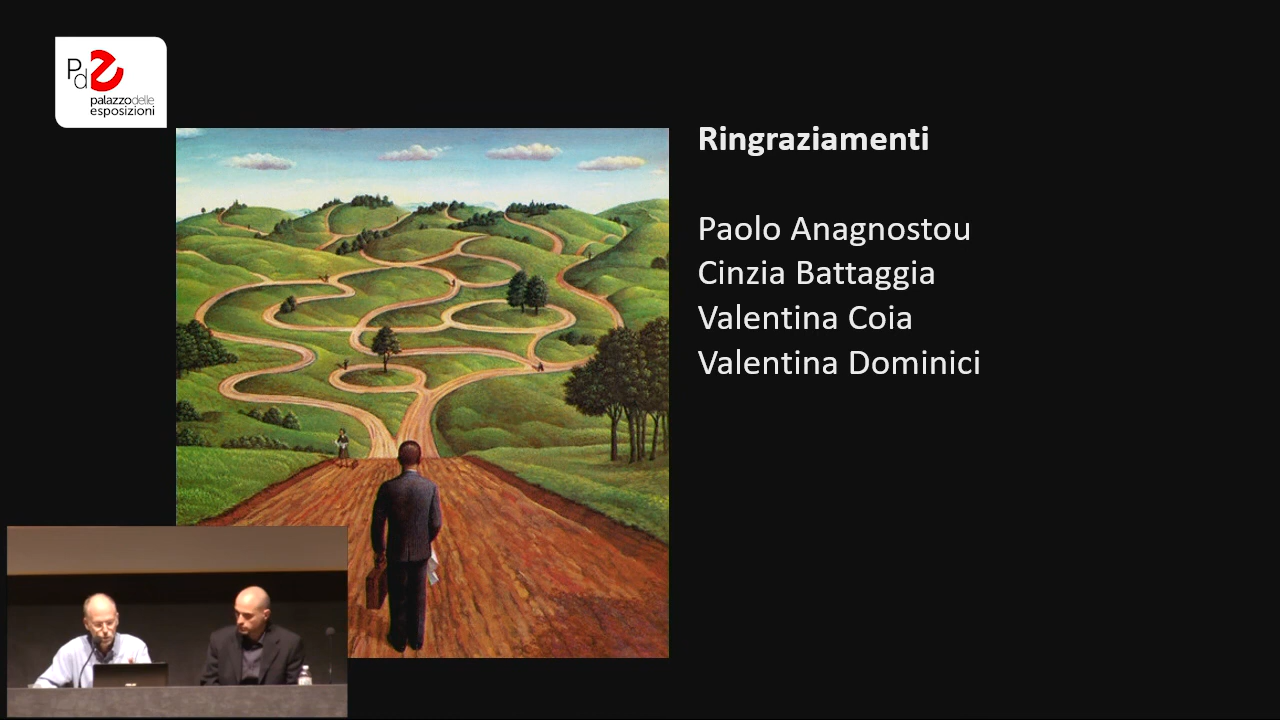 Pd
palazzodelle
esposizioni
Ringraziamenti
Paolo Anagnostou
Cinzia Battaggia
Valentina Coia
Valentina Dominici